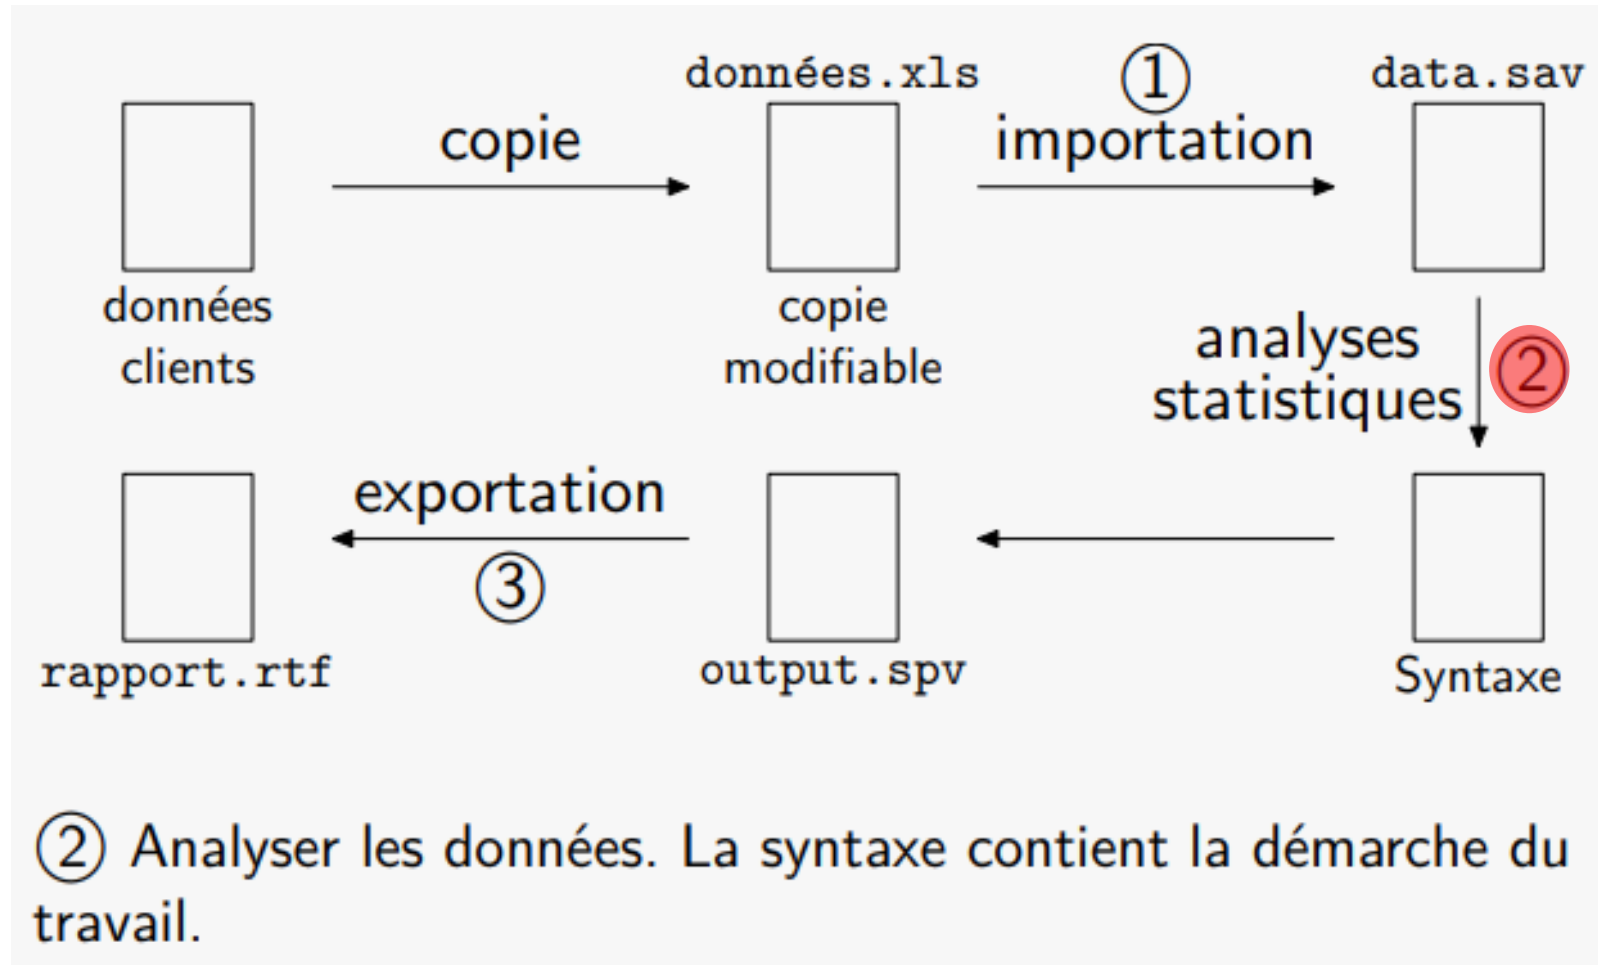 données.xls
①
data.sav
copie
importation
données
clients
copie
modifiable
analyses
statistiques
②
exportation
③
rapport.rtf
output.spv
Syntaxe
② Analyser les données. La syntaxe contient la démarche du
travail.